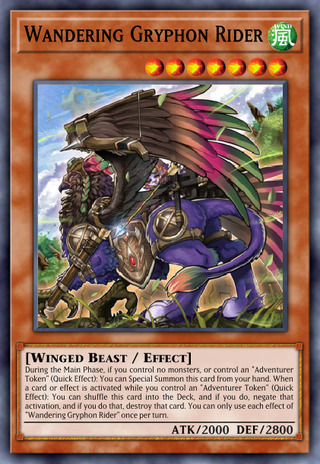 Wandering Gryphon Rider
WIND
風
[Winged Beast / Effect]
During the Main Phase, if you control no monsters, or control an "Adventurer
Token" (Quick Effect): You can Special Summon this card from your hand. When
a card or effect is activated while you control an "Adventurer Token" (Quick
Effect): You can shuffle this card into the Deck, and if you do, negate that
activation, and if you do that, destroy that card. You can only use each effect of
"Wandering Gryphon Rider" once per turn.
ATK/2000 DEF/2800